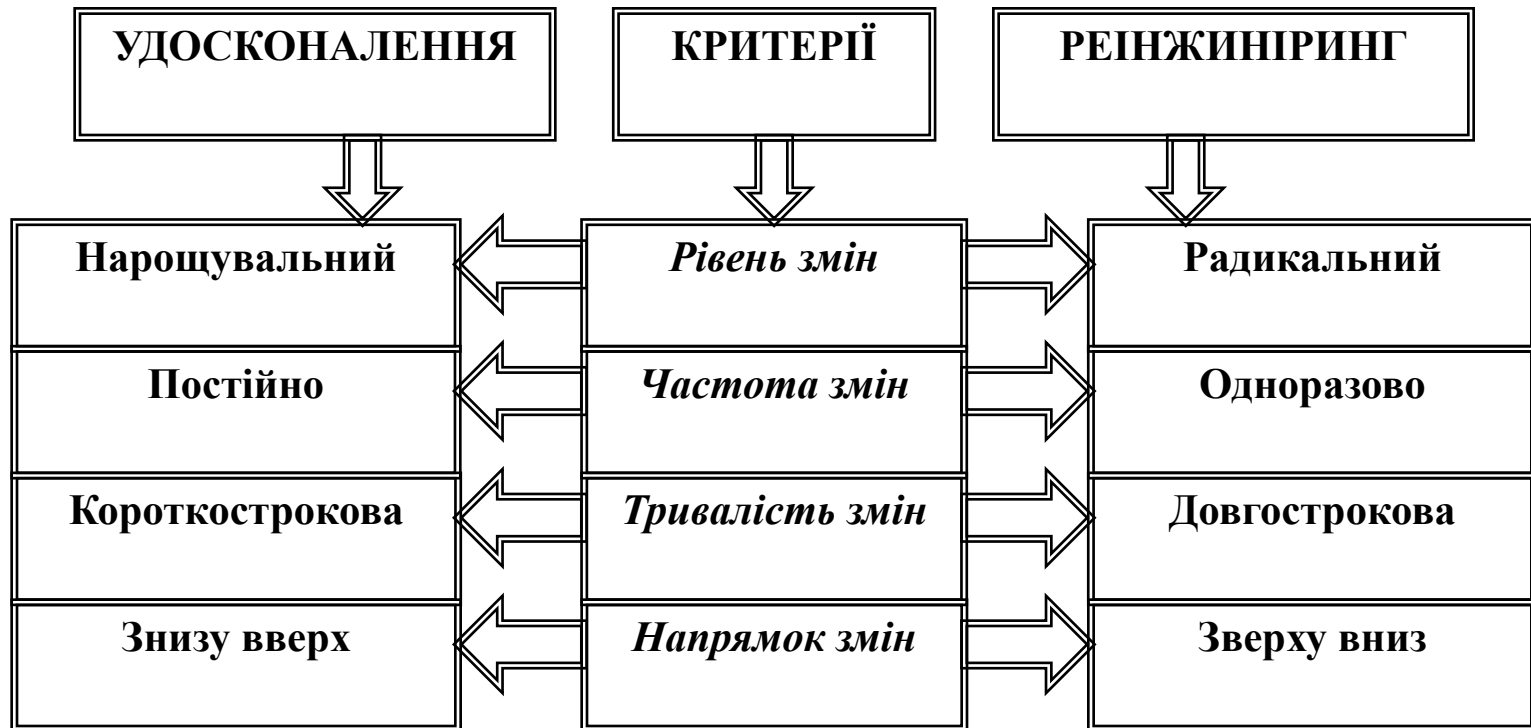 УДОСКОНАЛЕННЯ
КРИТЕРІЇ
РЕІНЖИНІРИНГ
Нарощувальний
Рівень змін
Радикальний
Постійно
Частота змін
Одноразово
Короткострокова
Тривалість змін
Довгострокова
Знизу вверх
Напрямок змін
Зверху вниз